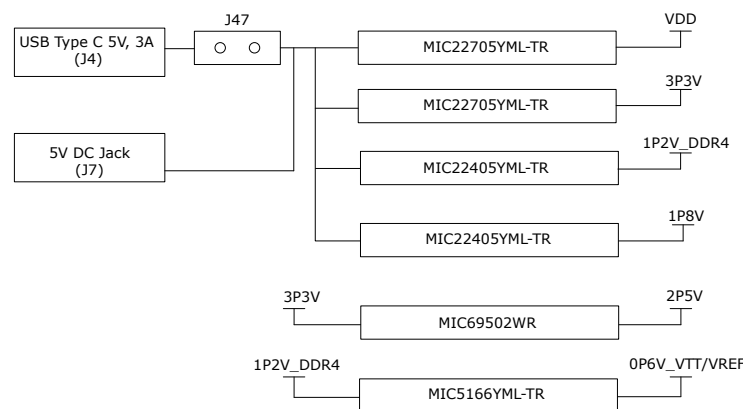 J47
VDD
USB Type C 5V, 3A
(J4)
MIC22705YML-TR
3P3V
MIC22705YML-TR
5V DC Jack
(J7)
1P2V_DDR4
MIC22405YML-TR
1P8V
MIC22405YML-TR
3P3V
2P5V
MIC69502WR
1P2V_DDR4
0P6V_VTT/VREF
MIC5166YML-TR